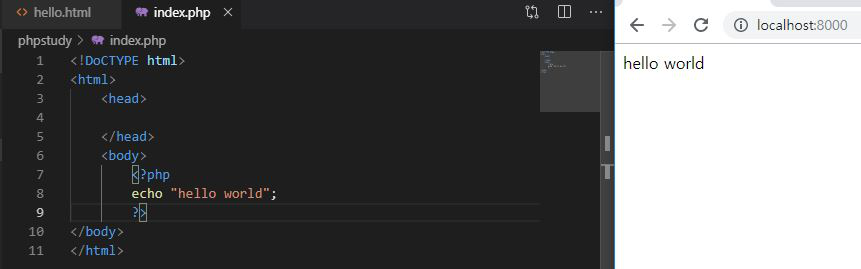 hello.html
index.php
phpstudy > index.php
1 <!DoCTYPE html>
2 <html>
3 <head>
4
5 </head>
6 <body>
7 <?php
8 echo "hello world";
9 ?>
10 </body>
11 </html>
localhost:8000
hello world